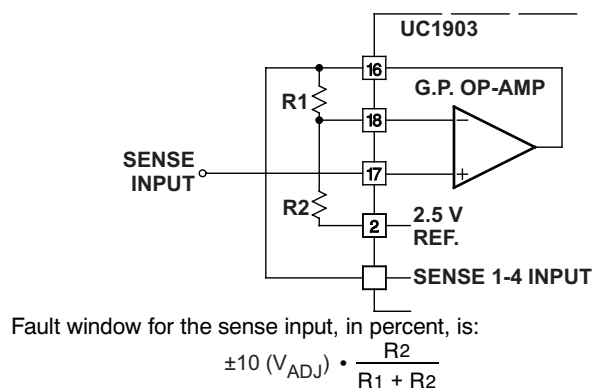 UC1903
16
G.P. OP-AMP
R1
18
−
SENSE
INPUT
17
+
R2
2
2.5 V
REF.
SENSE 1-4 INPUT
Fault window for the sense input, in percent, is:
±10 (VADJ) • R2
R1 + R2